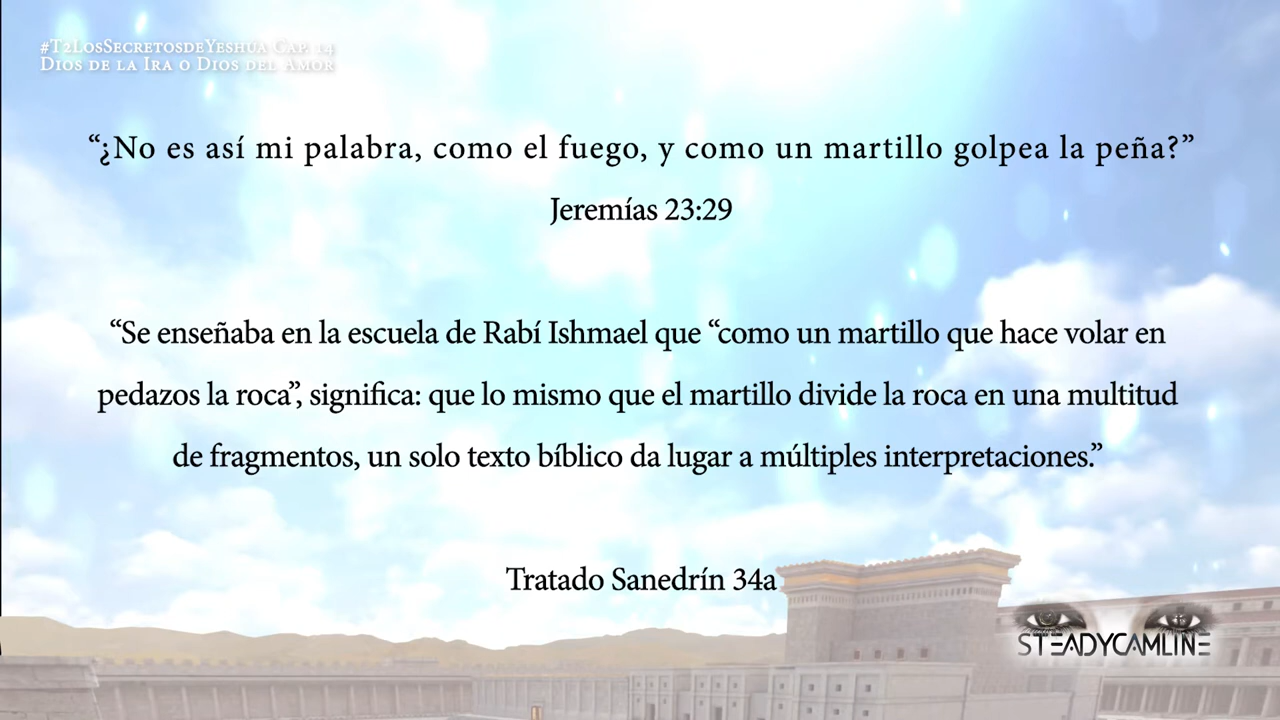 #T2LosSecretosdeYeshúa Cap. 14
Dios de la Ira o Dios del Amor
“¿No es así mi palabra, como el fuego, y como un martillo golpea la peña?”
Jeremías 23:29
“Se enseñaba en la escuela de Rabí Ishmael que “como un martillo que hace volar en
pedazos la roca”, significa: que lo mismo que el martillo divide la roca en una multitud
de fragmentos, un solo texto bíblico da lugar a múltiples interpretaciones.”
Tratado Sanedrín 34a
STEADYCAMLINE